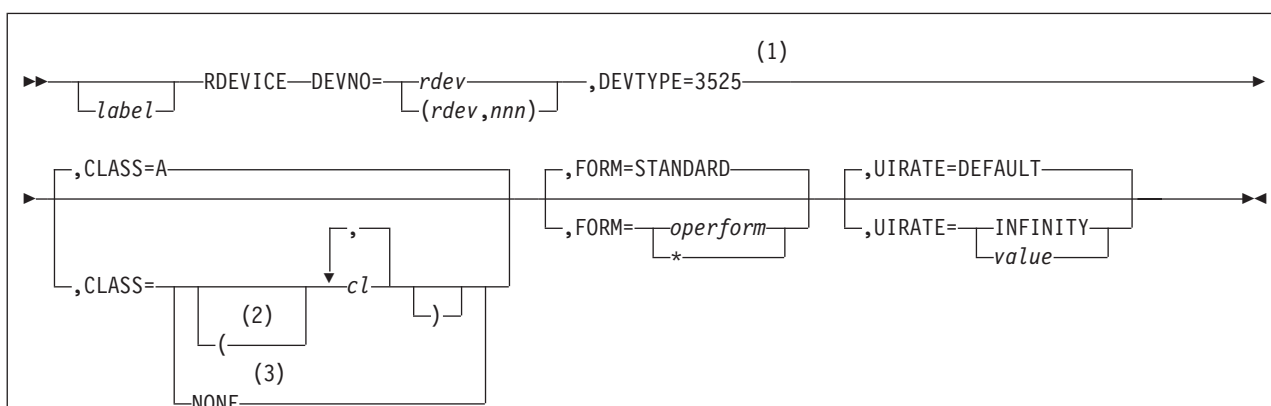 (1)
RDEVICE DEVNO= rdev ,DEVTYPE=3525
label (rdev,nnn)
,CLASS=A ,FORM=STANDARD ,UIRATE=DEFAULT
, ,FORM= operform ,UIRATE= INFINITY
* value
,CLASS= cl
(2) )
(
(3)
NONE